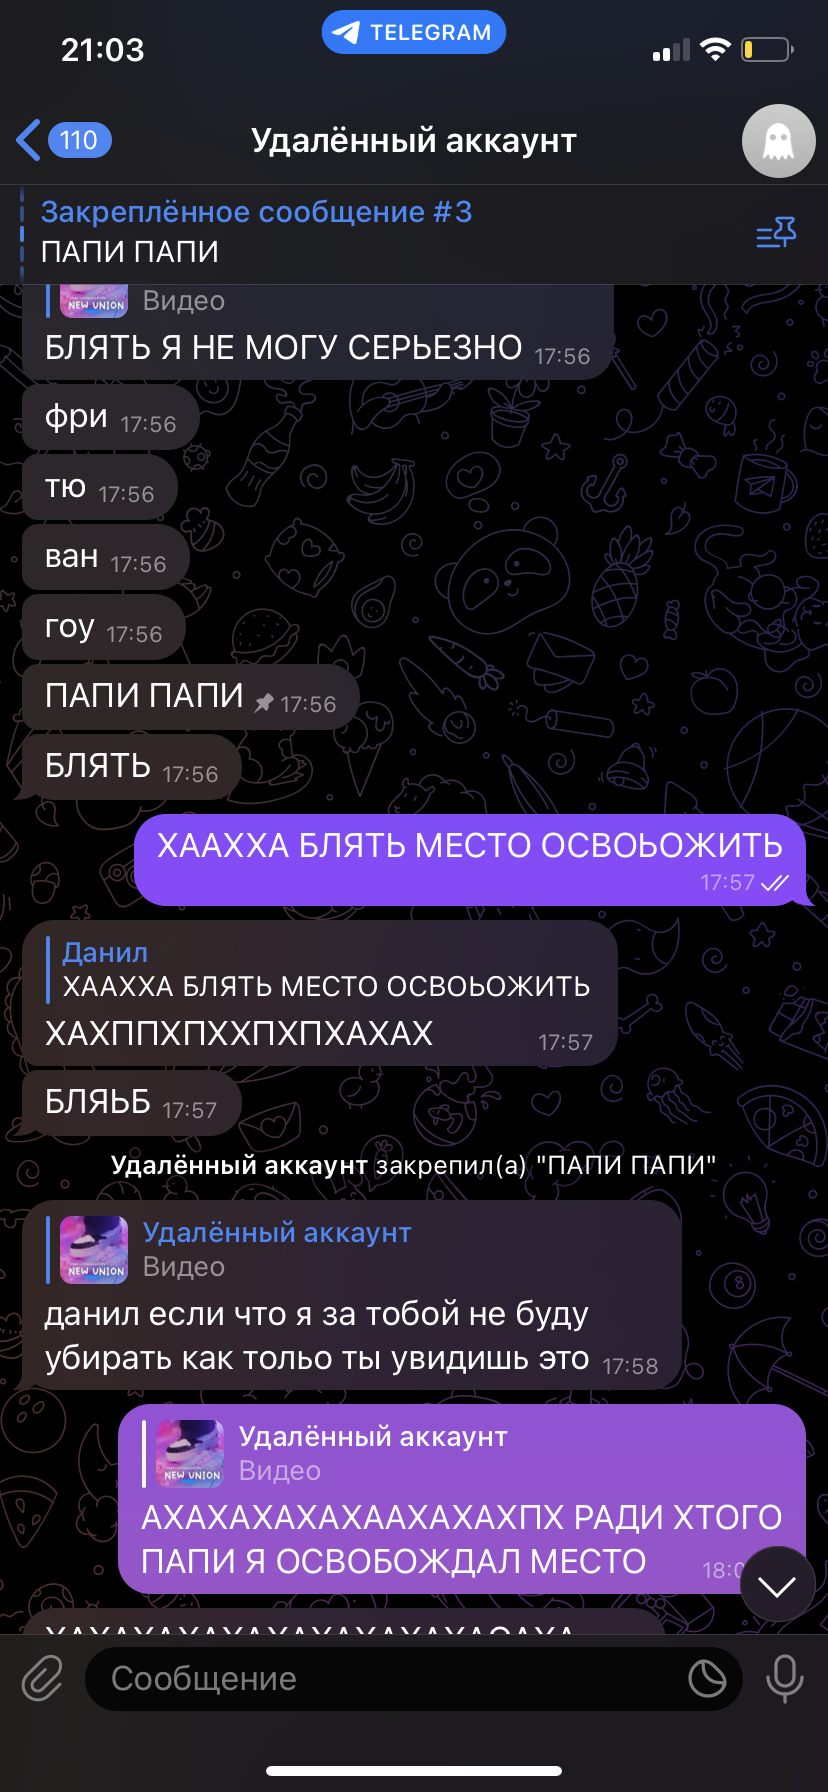 21:03
TELEGRAM
110
Удалённый аккаунт
Закреплённое сообщение #3
ПАПИ ПАПИ
NEW UNION
Видео
БЛЯТЬ Я НЕ МОГУ СЕРЬЕЗНО 17:56
фри 17:56
тю 17:56
ван 17:56
гоу 17:56
ПАПИ ПАПИ 17:56
БЛЯТЬ 17:56
ХААХХА БЛЯТЬ МЕСТО ОСВОЬОЖИТЬ
17:57
Данил
ХААХХА БЛЯТЬ МЕСТО ОСВОЬОЖИТЬ
ХАХППХПХХПХПХАХАХ 17:57
БЛЯЬБ 17:57
Удалённый аккаунт закрепил(а) "ПАПИ ПАПИ"
NEW UNION
Удалённый аккаунт
Видео
данил если что я за тобой не буду
убирать как тольо ты увидишь это 17:58
NEW UNION
Удалённый аккаунт
Видео
АХАХАХАХАХААХАХАХПХ РАДИ ХТОГО
ПАПИ Я ОСВОБОЖДАЛ МЕСТО
Сообщение